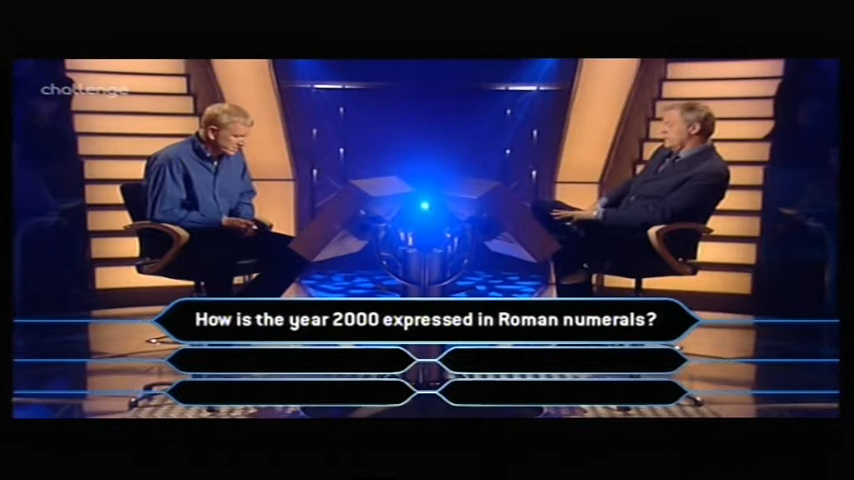 challenge
How is the year 2000 expressed in Roman numerals?